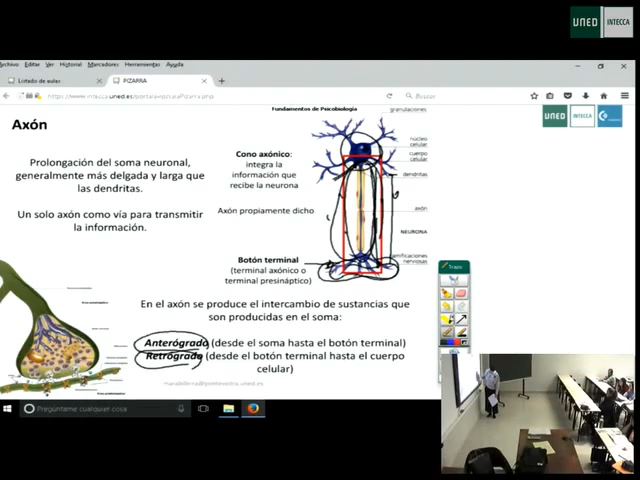 UNED INTECCA
Archivo Editar Ver Historial Marcadores Herramientas Ayuda
Listado de aulas
PIZARRA
https://www.intecca.uned.es/portalavip/salaPizarra.php
Buscar
Fundamentos de Psicobiología
UNED INTECCA
granulaciones
Axón
núcleo
celular
Cono axónico:
integra la
información que
recibe la neurona
cuerpo
celular
dendritas
Prolongación del soma neuronal,
generalmente más delgada y larga que
las dendritas.
Un solo axón como vía para transmitir
la información.
Axón propiamente dicho
axón
NEURONA
Botón terminal
(terminal axónico o
terminal presináptico)
ramificaciones
nerviosas
Trazo
En el axón se produce el intercambio de sustancias que
son producidas en el soma:
Anterógrado (desde el soma hasta el botón terminal)
Retrógrado (desde el botón terminal hasta el cuerpo
celular)
Pregúntame cualquier cosa